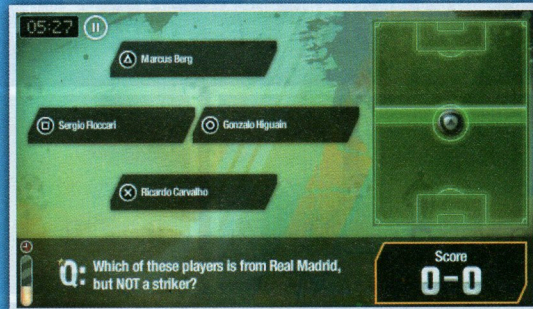 05:27
Marcus Berg
Sergio Floccari
Gonzalo Higuain
Ricardo Carvalho
Q: Which of these players is from Real Madrid,
but NOT a striker?
Score
0-0